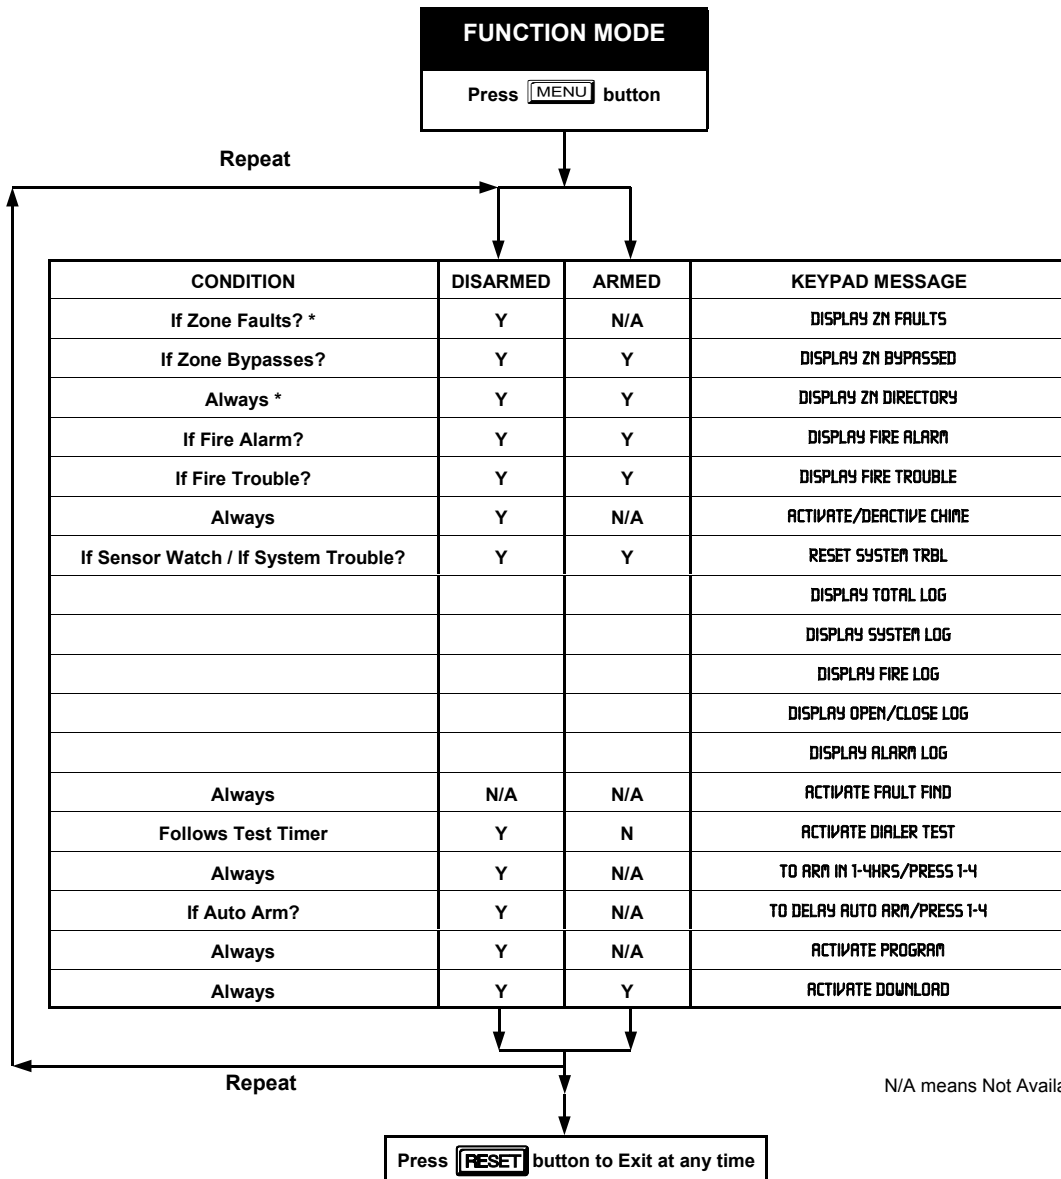 FUNCTION MODE
Press MENU button
Repeat
CONDITION DISARMED ARMED KEYPAD MESSAGE
If Zone Faults? * Y N/A DISPLAY ZN FAULTS
If Zone Bypasses? Y Y DISPLAY ZN BYPASSED
Always * Y Y DISPLAY ZN DIRECTORY
If Fire Alarm? Y Y DISPLAY FIRE ALARM
If Fire Trouble? Y Y DISPLAY FIRE TROUBLE
Always Y N/A ACTIVATE/DEACTIVE CHIME
If Sensor Watch / If System Trouble? Y Y RESET SYSTEM TRBL
DISPLAY TOTAL LOG
DISPLAY SYSTEM LOG
DISPLAY FIRE LOG
DISPLAY OPEN/CLOSE LOG
DISPLAY ALARM LOG
Always N/A N/A ACTIVATE FAULT FIND
Follows Test Timer Y N ACTIVATE DIALER TEST
Always Y N/A TO ARM IN 1-4HRS/PRESS 1-4
If Auto Arm? Y N/A TO DELAY AUTO ARM/PRESS 1-4
Always Y N/A ACTIVATE PROGRAM
Always Y Y ACTIVATE DOWNLOAD
Repeat
N/A means Not Availa
Press RESET button to Exit at any time